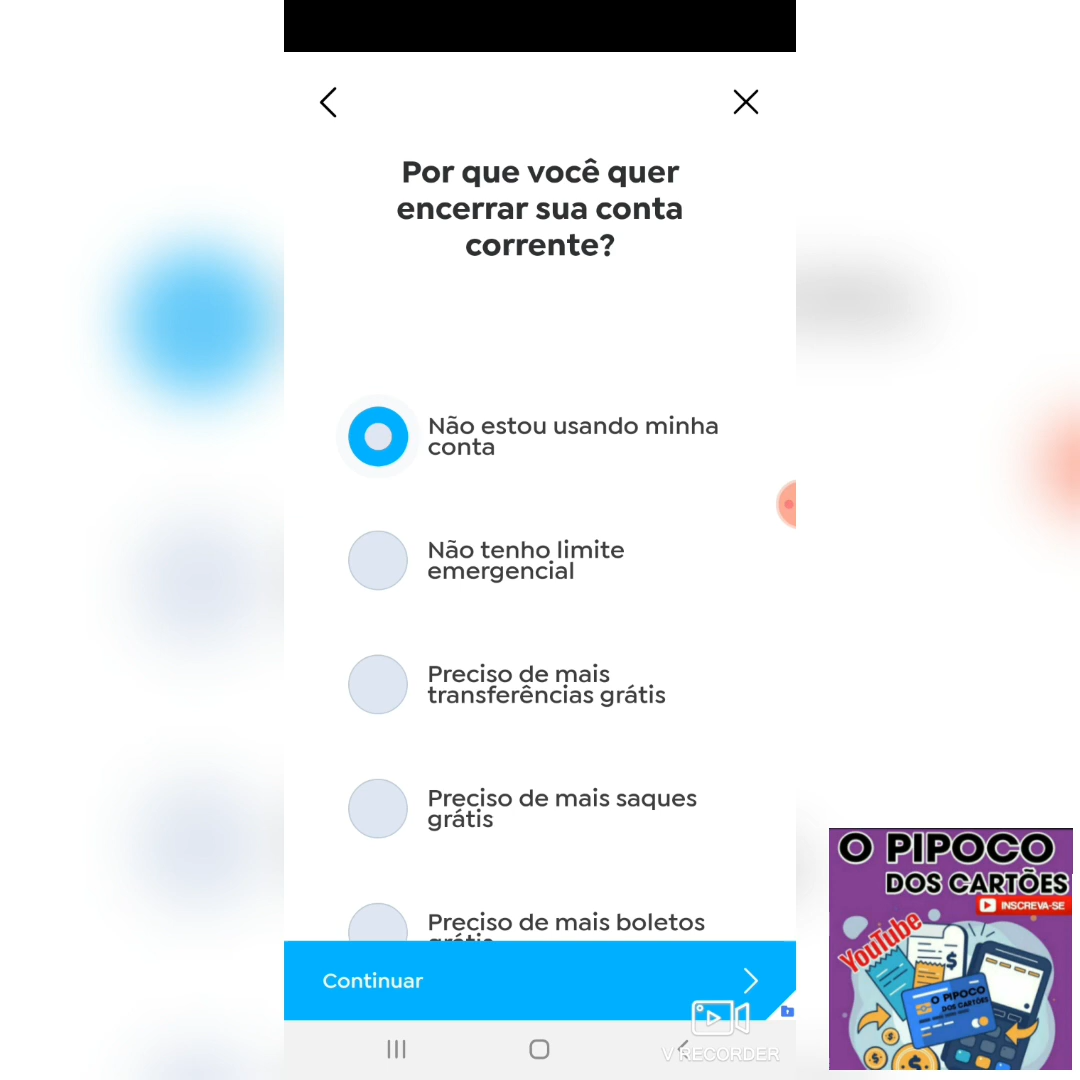 Por que você quer
encerrar sua conta
corrente?
Não estou usando minha
conta
Não tenho limite
emergencial
Preciso de mais
transferências grátis
Preciso de mais saques
grátis
Preciso de mais boletos
grátis
Continuar
V RECORDER
O PIPOCO
DOS CARTÕES
INSCREVA-SE
YouTube
O PIPOCO
DOS CARTÕES